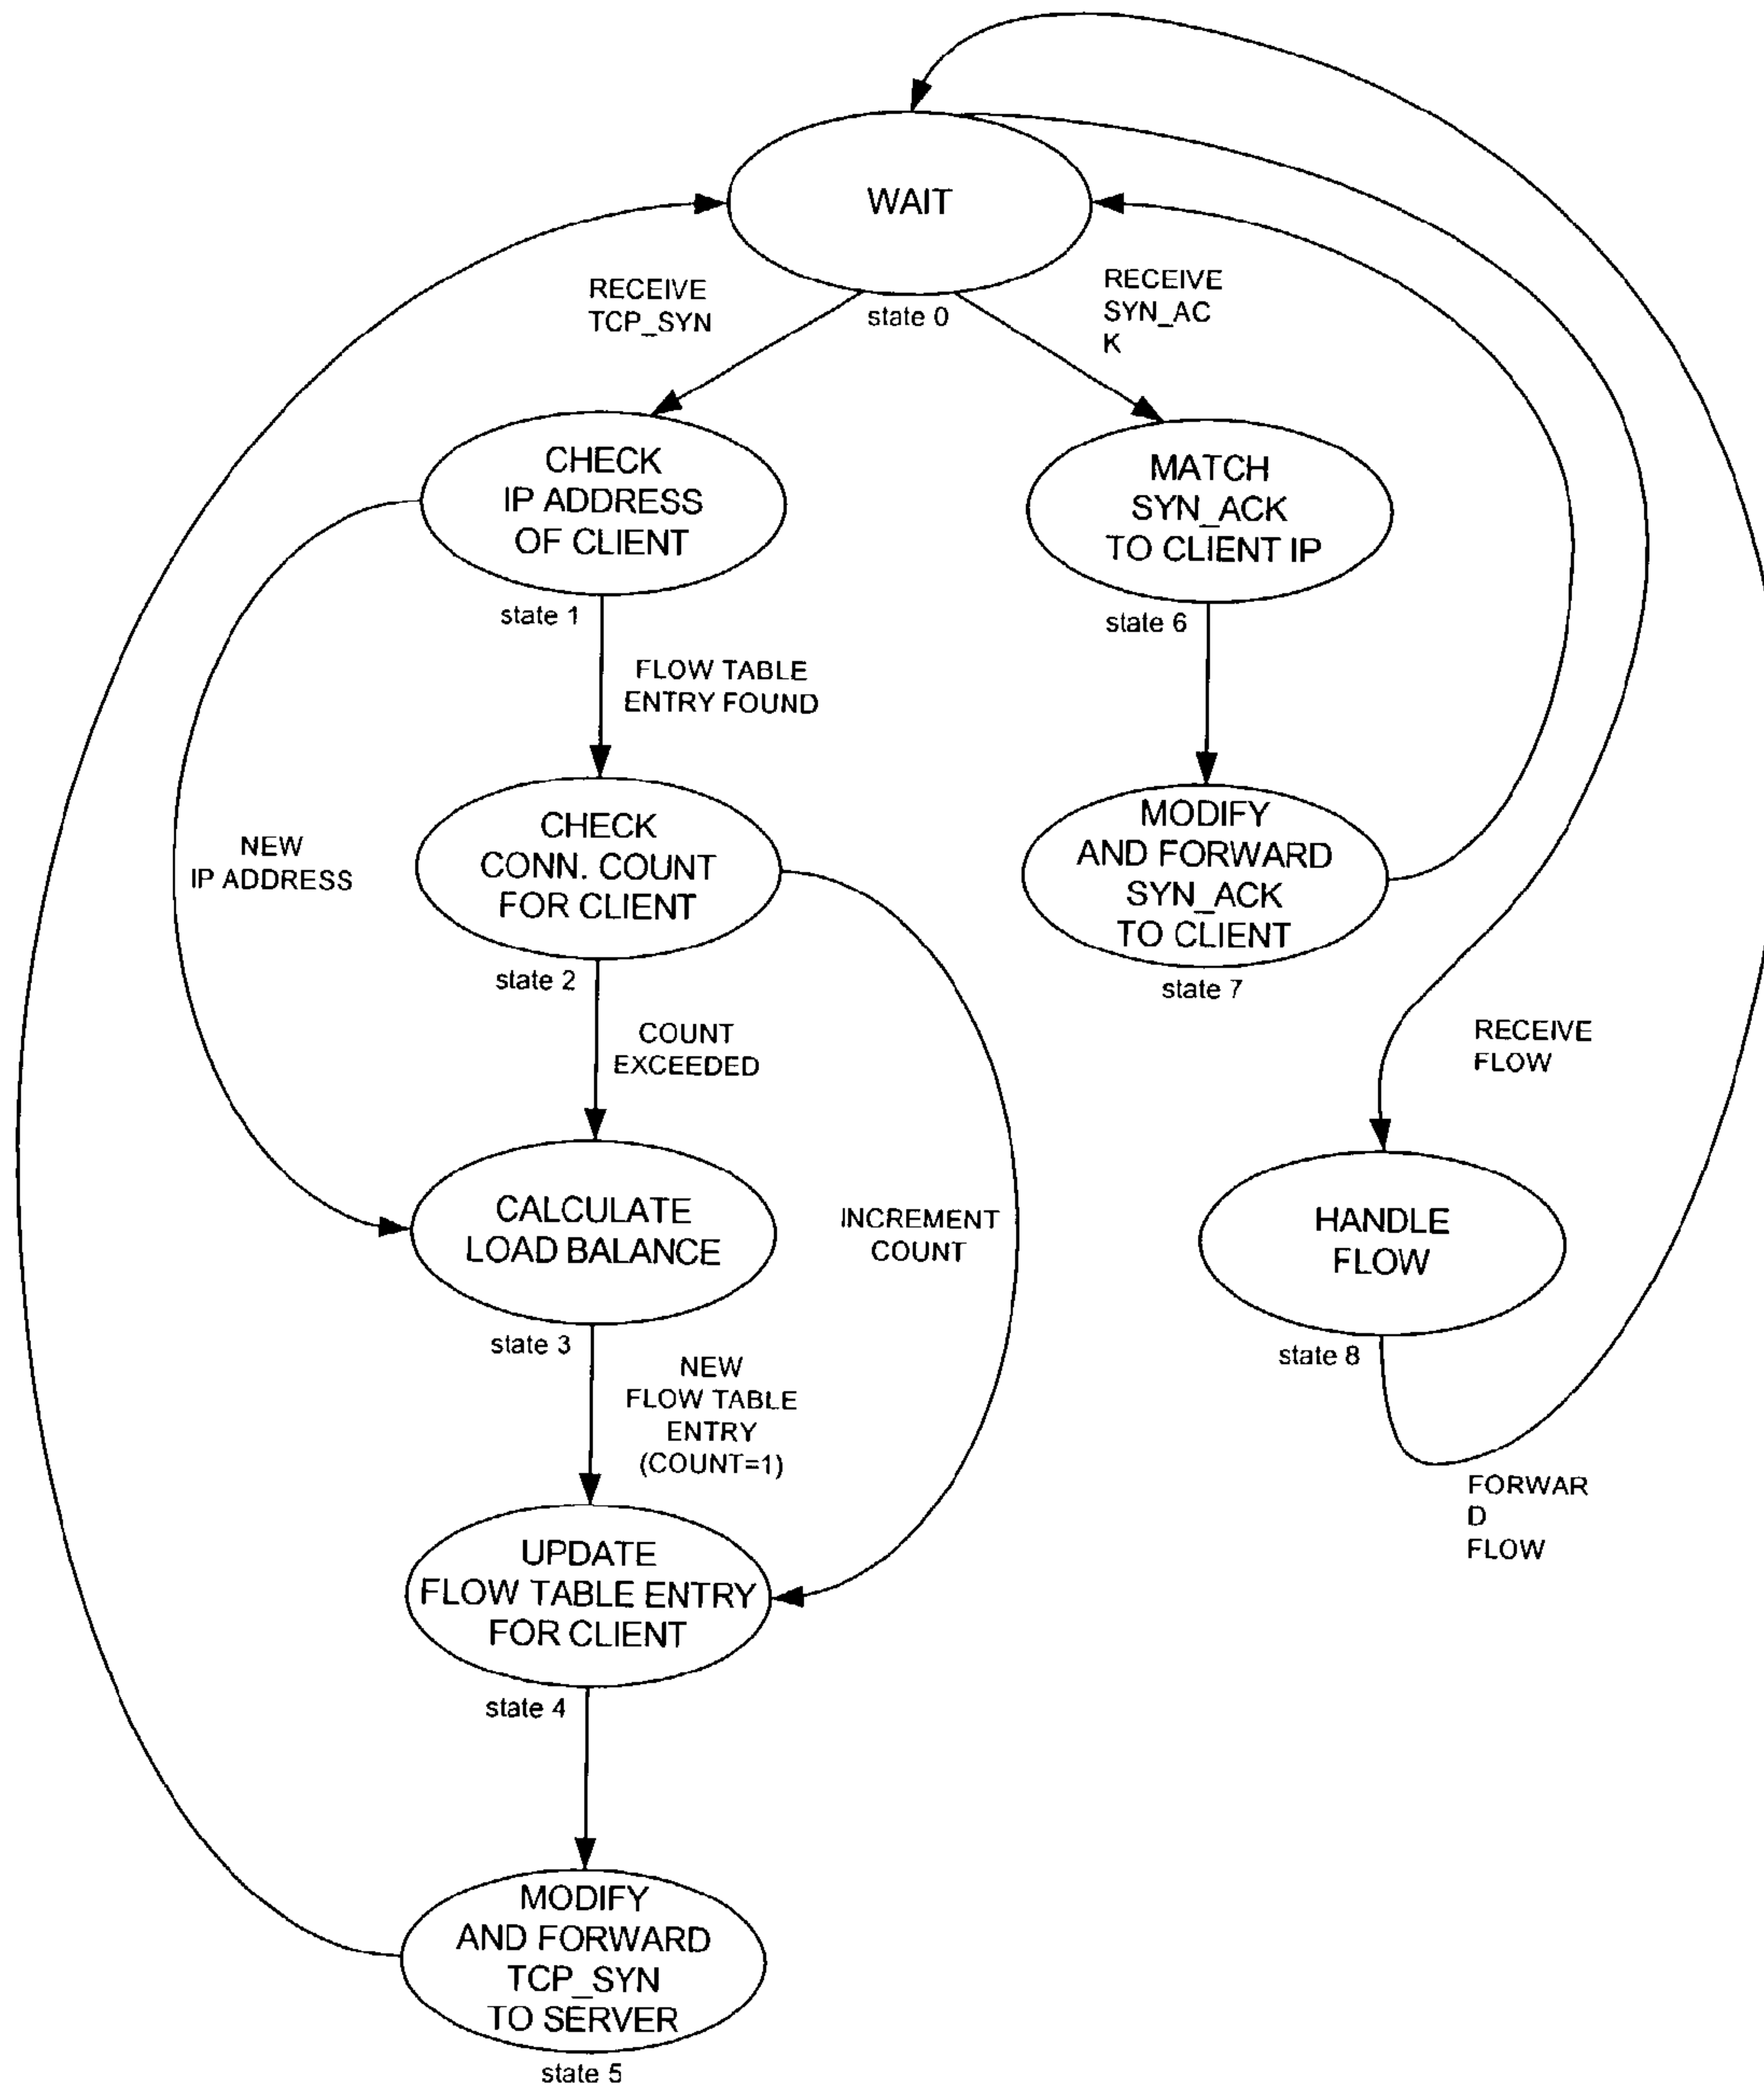 WAIT
state 0
RECEIVE
TCP_SYN
RECEIVE
SYN_AC
K
CHECK
IP ADDRESS
OF CLIENT
state 1
MATCH
SYN_ACK
TO CLIENT IP
state 6
FLOW TABLE
ENTRY FOUND
NEW
IP ADDRESS
CHECK
CONN. COUNT
FOR CLIENT
state 2
MODIFY
AND FORWARD
SYN_ACK
TO CLIENT
state 7
COUNT
EXCEEDED
RECEIVE
FLOW
CALCULATE
LOAD BALANCE
state 3
INCREMENT
COUNT
HANDLE
FLOW
state 8
NEW
FLOW TABLE
ENTRY
(COUNT=1)
FORWAR
D
FLOW
UPDATE
FLOW TABLE ENTRY
FOR CLIENT
state 4
MODIFY
AND FORWARD
TCP_SYN
TO SERVER
state 5